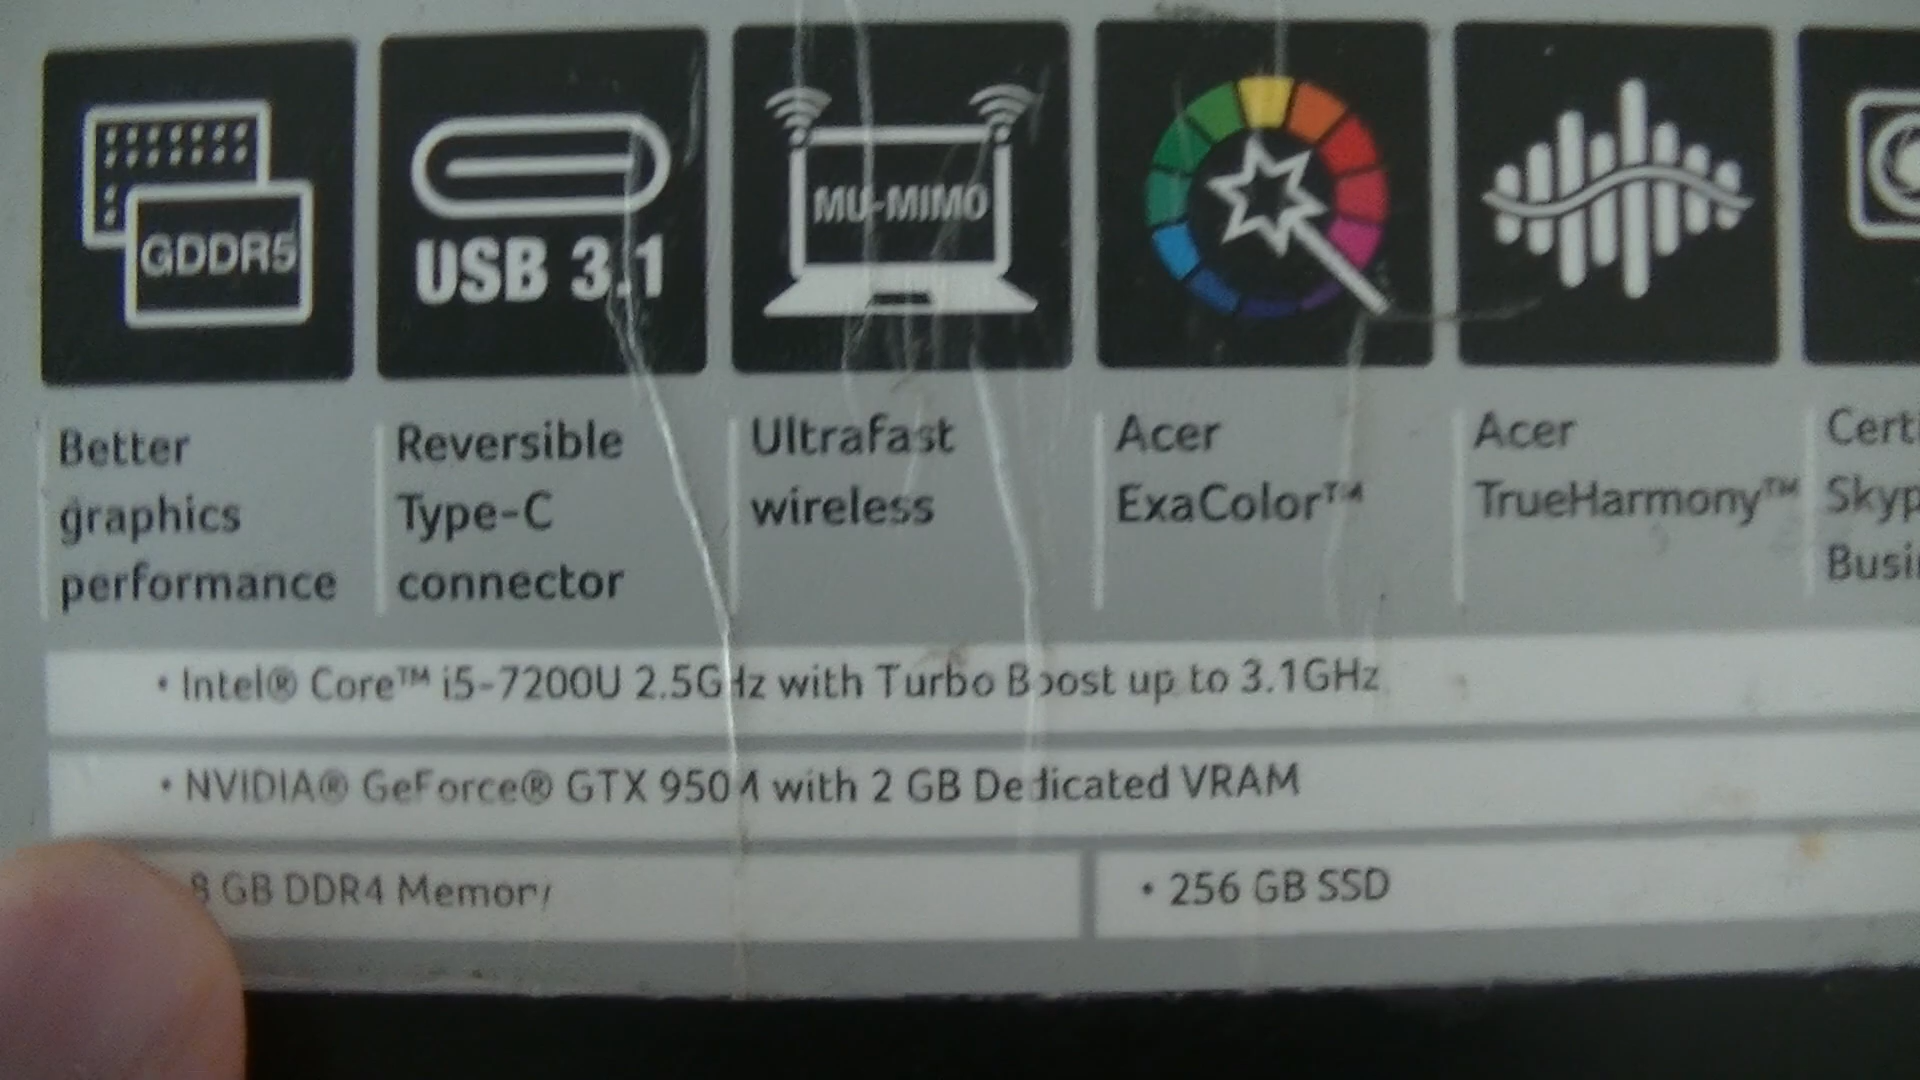 GDDR5
USB 3.1
MU-MIMO
Better
graphics
performance
Reversible
Type-C
connector
Ultrafast
wireless
Acer
ExaColor™
Acer
TrueHarmony™
• Intel® Core™ i5-7200U 2.5GHz with Turbo Boost up to 3.1GHz
• NVIDIA® GeForce® GTX 950M with 2 GB Dedicated VRAM
8 GB DDR4 Memory
• 256 GB SSD